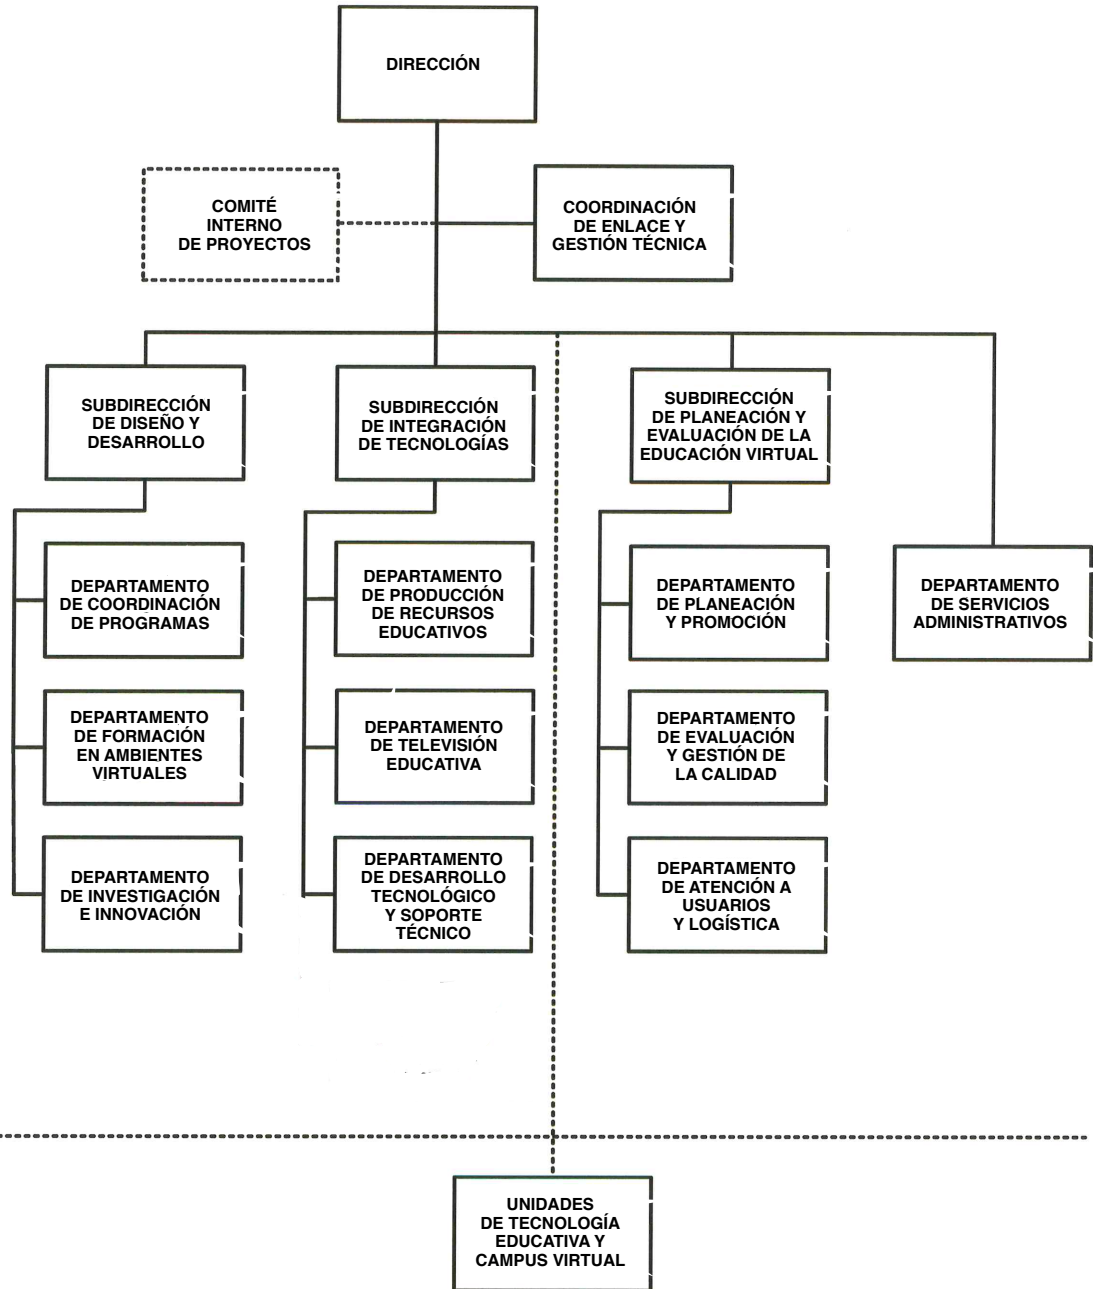 DIRECCIÓN
COMITÉ
INTERNO
DE PROYECTOS
COORDINACIÓN
DE ENLACE Y
GESTIÓN TÉCNICA
SUBDIRECCIÓN
DE DISEÑO Y
DESARROLLO
SUBDIRECCIÓN
DE INTEGRACIÓN
DE TECNOLOGÍAS
SUBDIRECCIÓN
DE PLANEACIÓN Y
EVALUACIÓN DE LA
EDUCACIÓN VIRTUAL
DEPARTAMENTO
DE COORDINACIÓN
DE PROGRAMAS
DEPARTAMENTO
DE PRODUCCIÓN
DE RECURSOS
EDUCATIVOS
DEPARTAMENTO
DE PLANEACIÓN
Y PROMOCIÓN
DEPARTAMENTO
DE SERVICIOS
ADMINISTRATIVOS
DEPARTAMENTO
DE FORMACIÓN
EN AMBIENTES
VIRTUALES
DEPARTAMENTO
DE TELEVISIÓN
EDUCATIVA
DEPARTAMENTO
DE EVALUACIÓN
Y GESTIÓN DE
LA CALIDAD
DEPARTAMENTO
DE INVESTIGACIÓN
E INNOVACIÓN
DEPARTAMENTO
DE DESARROLLO
TECNOLÓGICO
Y SOPORTE
TÉCNICO
DEPARTAMENTO
DE ATENCIÓN A
USUARIOS
Y LOGÍSTICA
UNIDADES
DE TECNOLOGÍA
EDUCATIVA Y
CAMPUS VIRTUAL